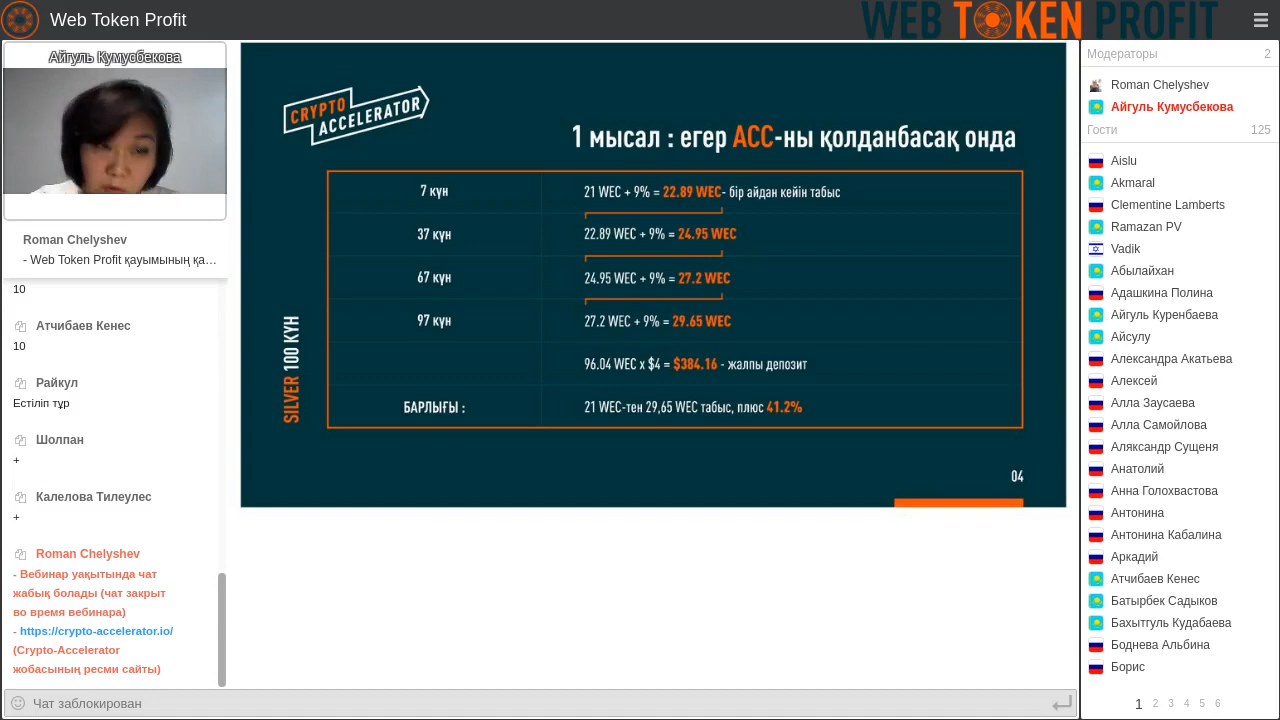 Web Token Profit
WEB TOKEN PROFIT
Айгуль Кумусбекова
Roman Chelyshev
- Web Token Profit қауымының қа…
10
Атчибаев Кенес
10
Райкул
Естіліп тұр
Шолпан
+
Калелова Тилеулес
+
Roman Chelyshev
- Вебинар уақытында чат
жабық болады (чат закрыт
во время вебинара)
- https://crypto-accelerator.io/
(Crypto-Accelerator
жобасының ресми сайты)
Чат заблокирован
CRYPTO
ACCELERATOR
1 мысал : егер ACC-ны қолданбасақ онда
SILVER 100 КҮН
7 күн
21 WEC + 9% = 22.89 WEC- бір айдан кейін табыс
37 күн
22.89 WEC + 9% = 24.95 WEC
67 күн
24.95 WEC + 9% = 27.2 WEC
97 күн
27.2 WEC + 9% = 29.65 WEC
96.04 WEC x $4 = $384.16 - жалпы депозит
БАРЛЫҒЫ :
21 WEC-тен 29,65 WEC табыс, плюс 41.2%
04
Модераторы 2
Roman Chelyshev
Айгуль Кумусбекова
Гости 125
Aislu
Akmaral
Clementine Lamberts
Ramazan PV
Vadik
Абылайхан
Адашкина Полина
Айгуль Куренбаева
Айсулу
Александра Акатьева
Алексей
Алла Заусаева
Алла Самойлова
Аляксандр Сущеня
Анатолий
Анна Голохвастова
Антонина
Антонина Кабалина
Аркадий
Атчибаев Кенес
Батырбек Садыков
Бахытгуль Кудабаева
Боднева Альбина
Борис
1 2 3 4 5 6